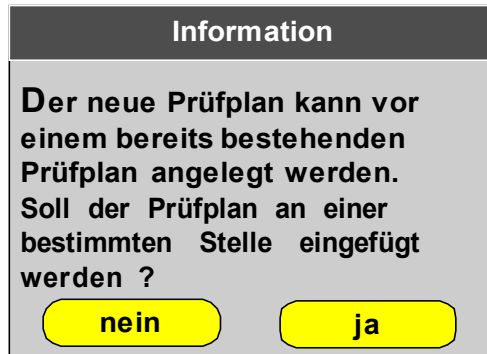 Information
Der neue Prüfplan kann vor
einem bereits bestehenden
Prüfplan angelegt werden.
Soll der Prüfplan an einer
bestimmten Stelle eingefügt
werden ?
nein ja